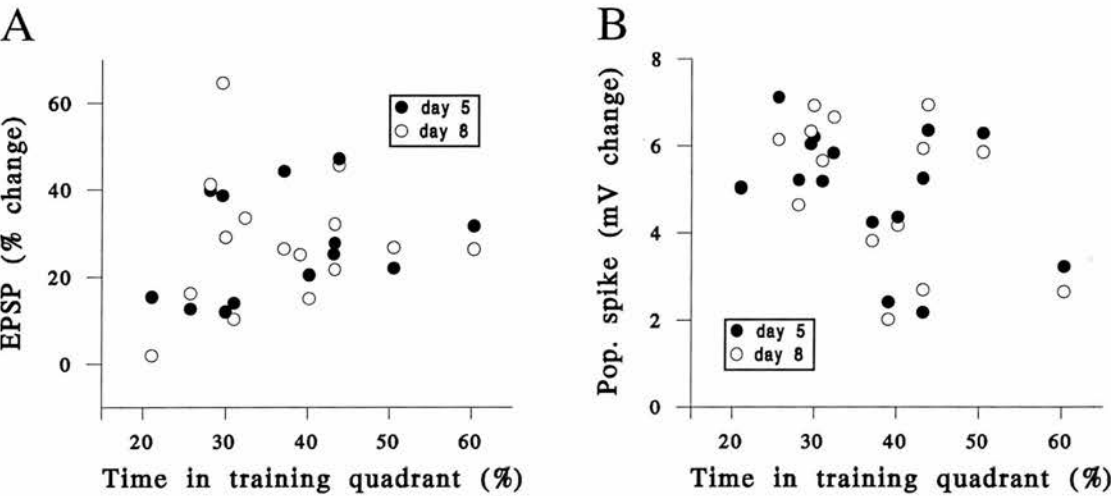 A
EPSP (% change)
60
40
20
0
day 5
day 8
20 30 40 50 60
Time in training quadrant (%)
B
Pop. spike (mV change)
8
6
4
2
0
day 5
day 8
20 30 40 50 60
Time in training quadrant (%)